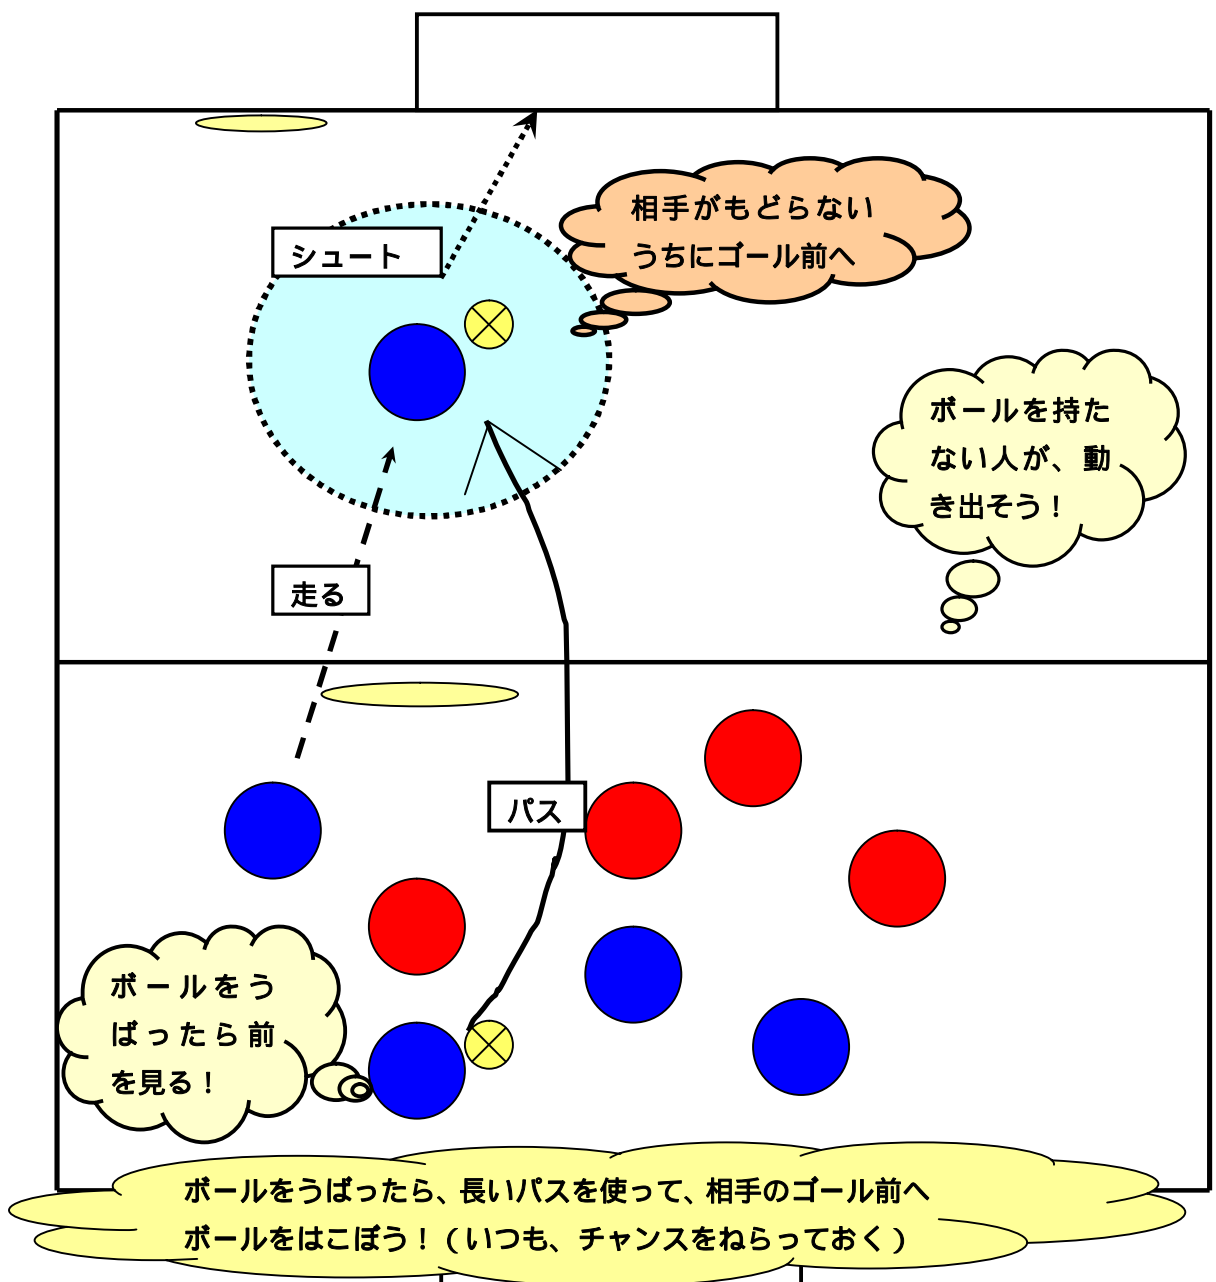 相手がもどらない
うちにゴール前へ
シュート
ボールを持た
ない人が、動
き出そう！
走る
パス
ボールをう
ばったら前
を見る！
ボールをうばったら、長いパスを使って、相手のゴール前へ
ボールをはこぼう！（いつも、チャンスをねらっておく）